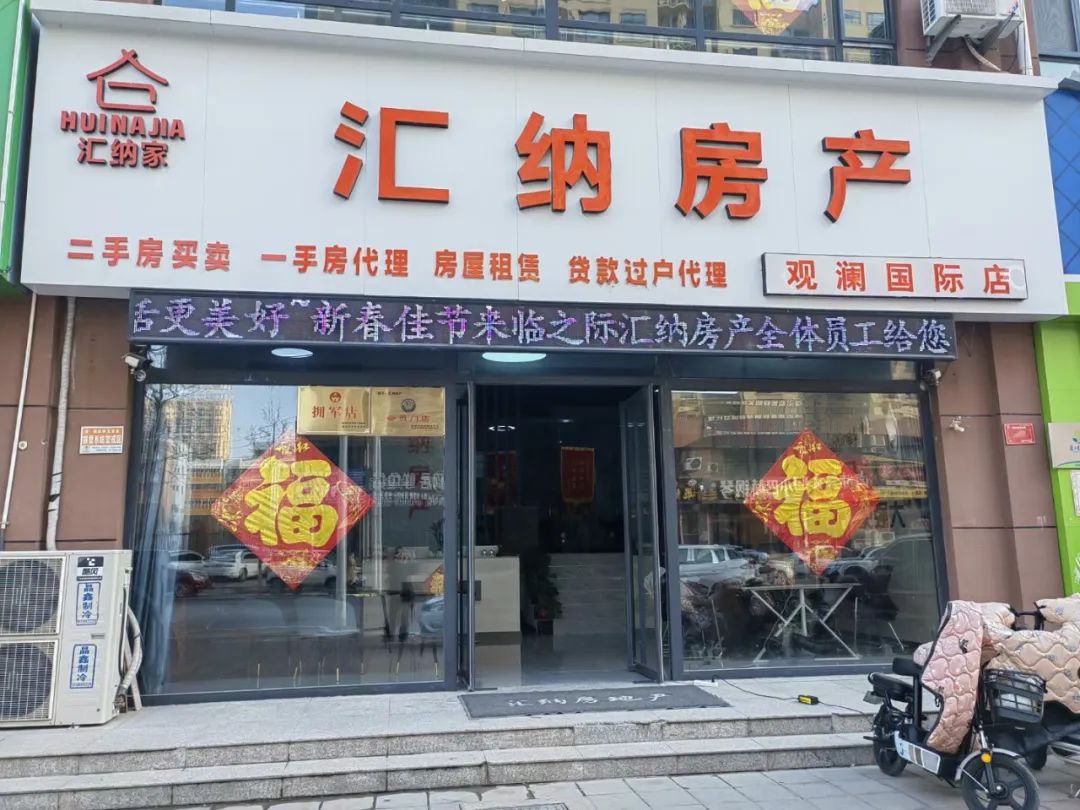 HUINAJIA
汇纳家
汇纳房产
二手房买卖 一手房代理 房屋租赁 贷款过户代理
观澜国际店
活更美好~新春佳节来临之际汇纳房产全体员工给您
拥军店
福
福
汇纳房地产
晶鑫制冷
晶鑫制冷